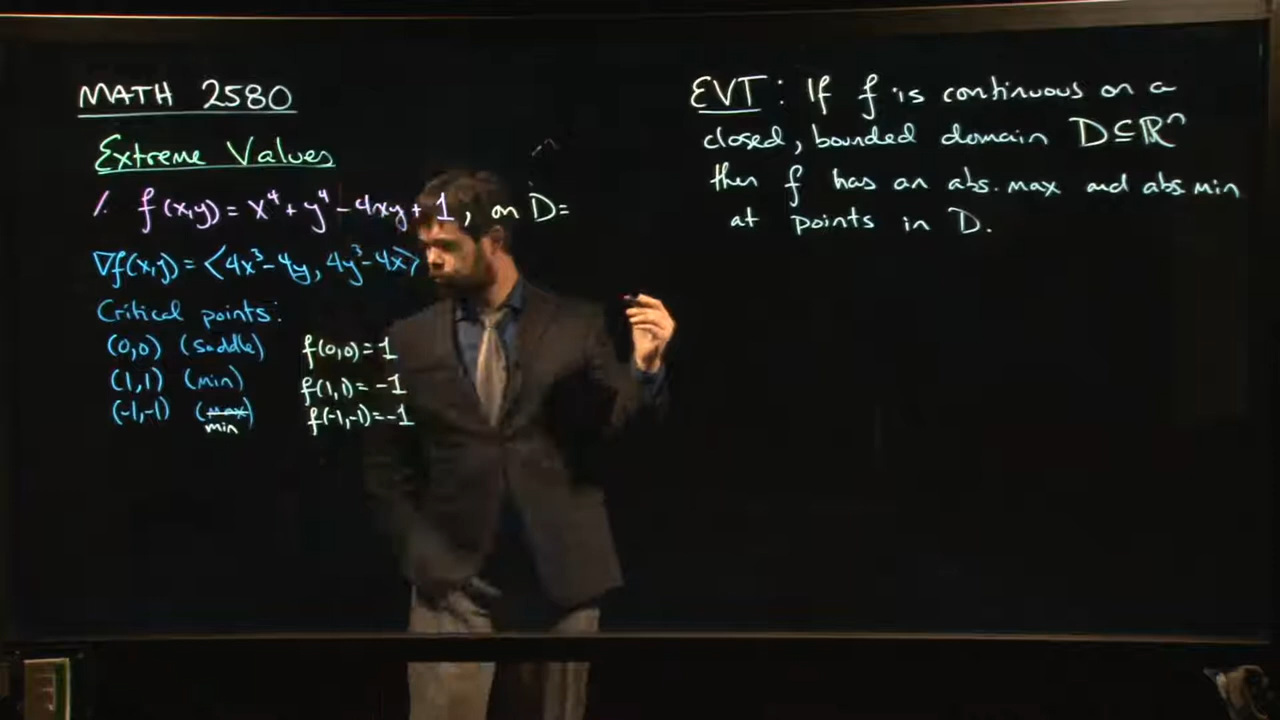 MATH 2580
Extreme Values
1. f(x,y) = x⁴ + y⁴ - 4xy + 1, on D=
∇f(x,y) = ⟨4x³-4y, 4y³-4x⟩
Critical points:
(0,0) (saddle) f(0,0) = 1
(1,1) (min) f(1,1) = -1
(-1,-1) (max) f(-1,-1) = -1
min
EVT: If f is continuous on a
closed, bounded domain D⊆ℝⁿ
then f has an abs. max and abs. min
at points in D.